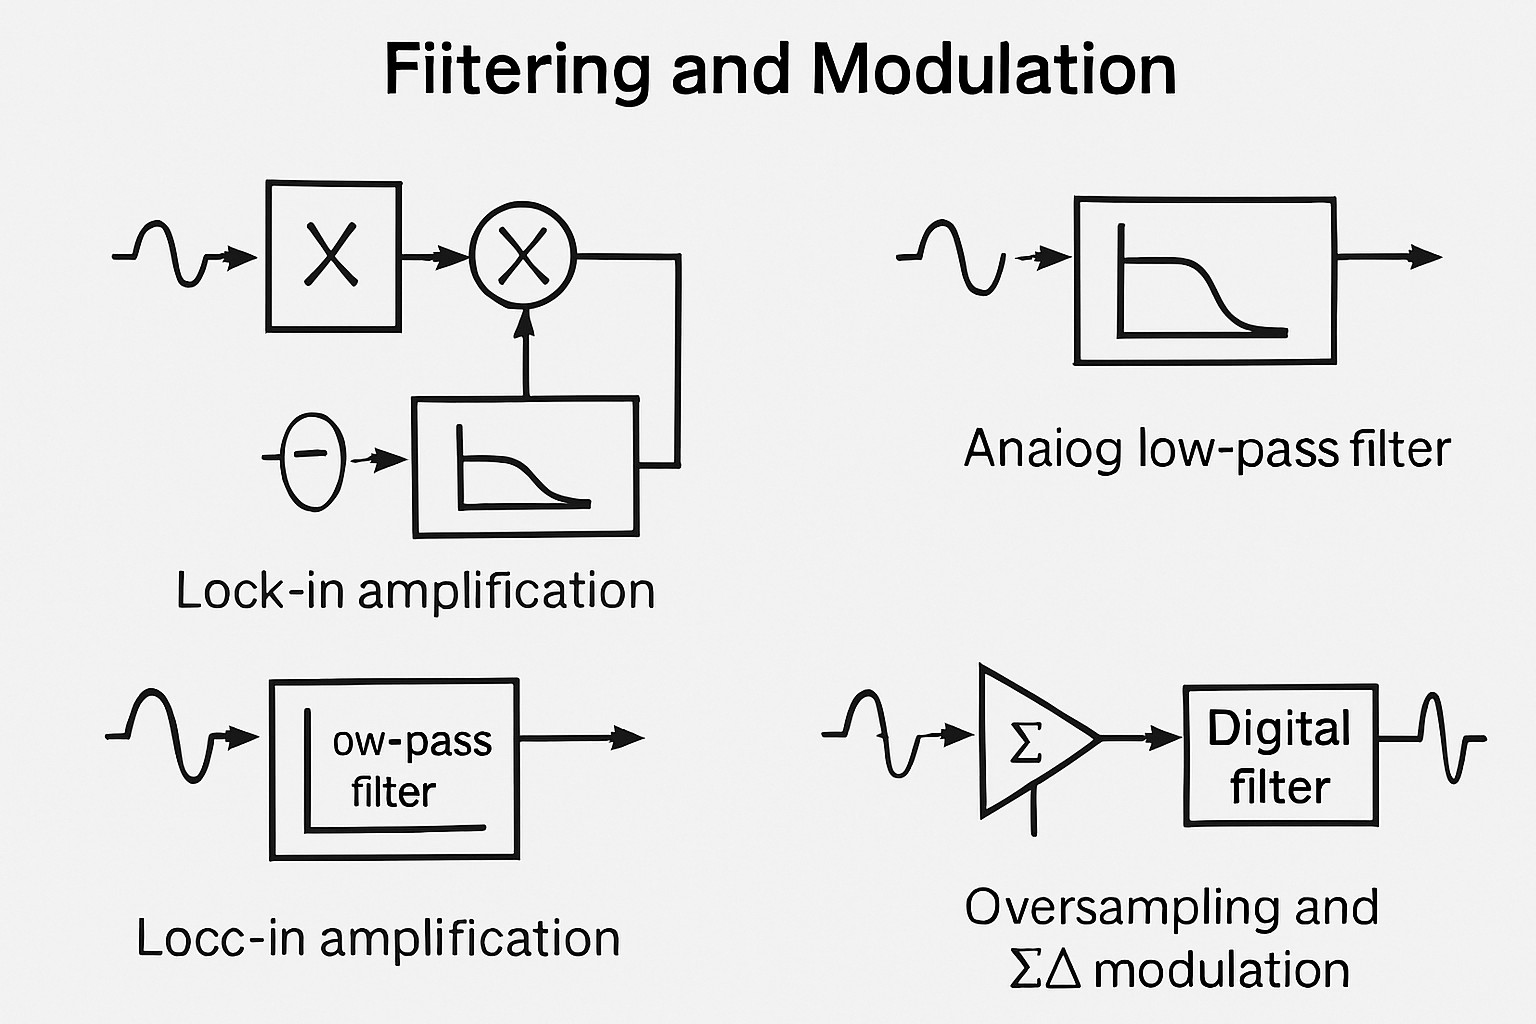 Fiitering and Modulation
X
X
Lock-in amplification
Anaiog low-pass filter
ow-pass
filter
Locc-in amplification
Σ
Digital
filter
Oversampling and
ΣΔ modulation